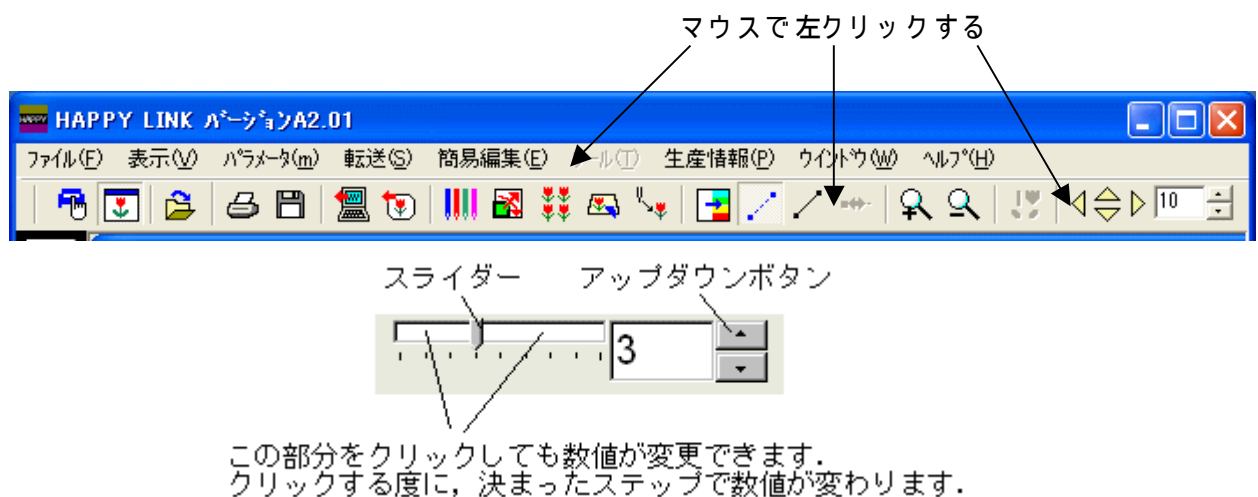 マウスで左クリックする
HAPPY LINK ﾊﾞｰｼﾞｮﾝA2.01
ﾌｧｲﾙ(F) 表示(V) ﾊﾟﾗﾒｰﾀ(m) 転送(S) 簡易編集(E) ール(T) 生産情報(P) ｳｲﾝﾄﾞｳ(W) ﾍﾙﾌﾟ(H)
10
スライダー アップダウンボタン
3
この部分をクリックしても数値が変更できます．
クリックする度に，決まったステップで数値が変わります．